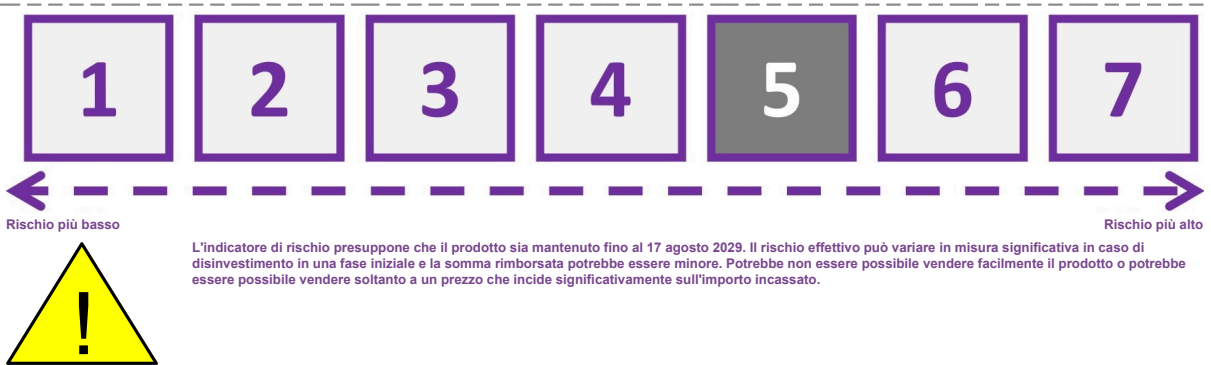 1 2 3 4 5 6 7
Rischio più basso Rischio più alto
L'indicatore di rischio presuppone che il prodotto sia mantenuto fino al 17 agosto 2029. Il rischio effettivo può variare in misura significativa in caso di
disinvestimento in una fase iniziale e la somma rimborsata potrebbe essere minore. Potrebbe non essere possibile vendere facilmente il prodotto o potrebbe
essere possibile vendere soltanto a un prezzo che incide significativamente sull'importo incassato.
!